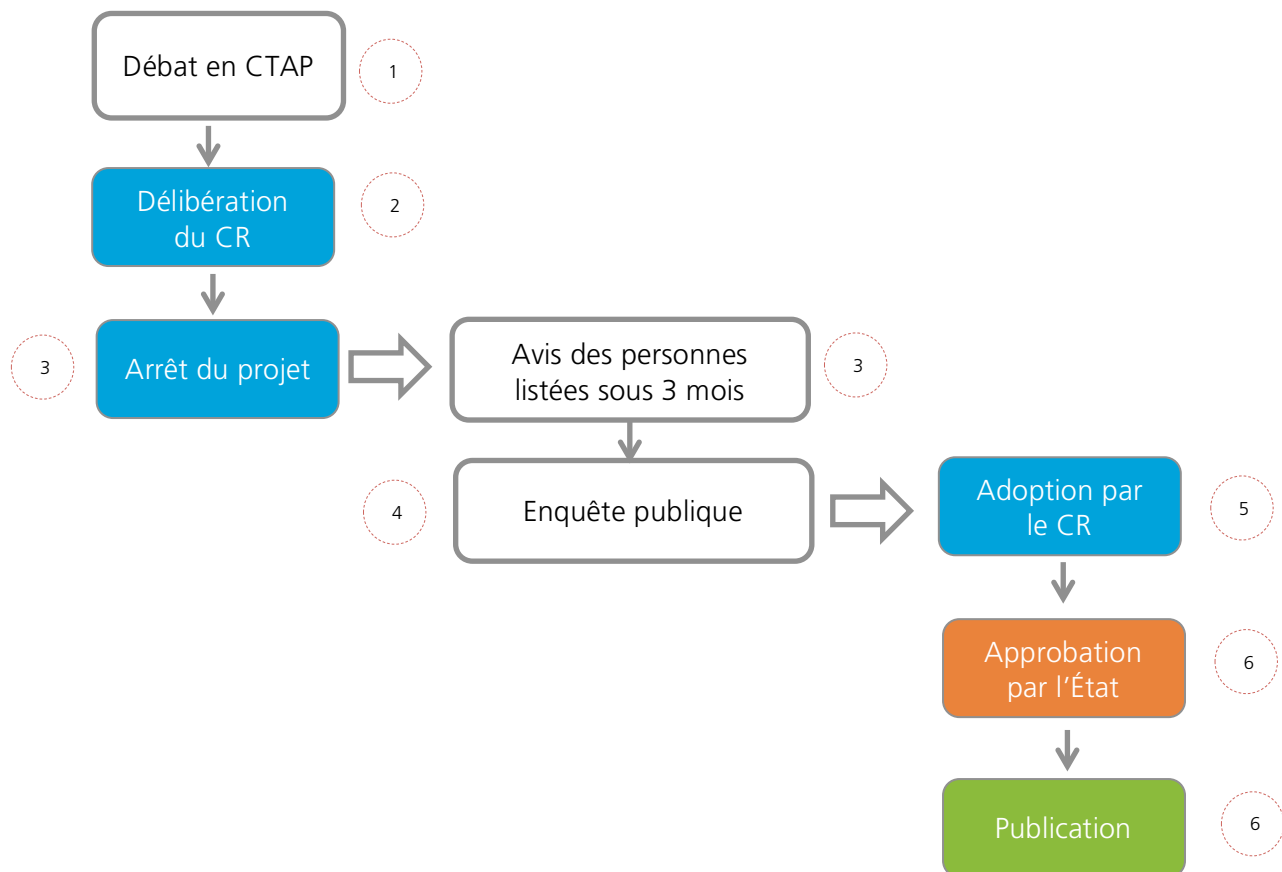 Débat en CTAP
1
Délibération
du CR
2
3
Arrêt du projet
Avis des personnes
listées sous 3 mois
3
4
Enquête publique
Adoption par
le CR
5
Approbation
par l'État
6
Publication
6